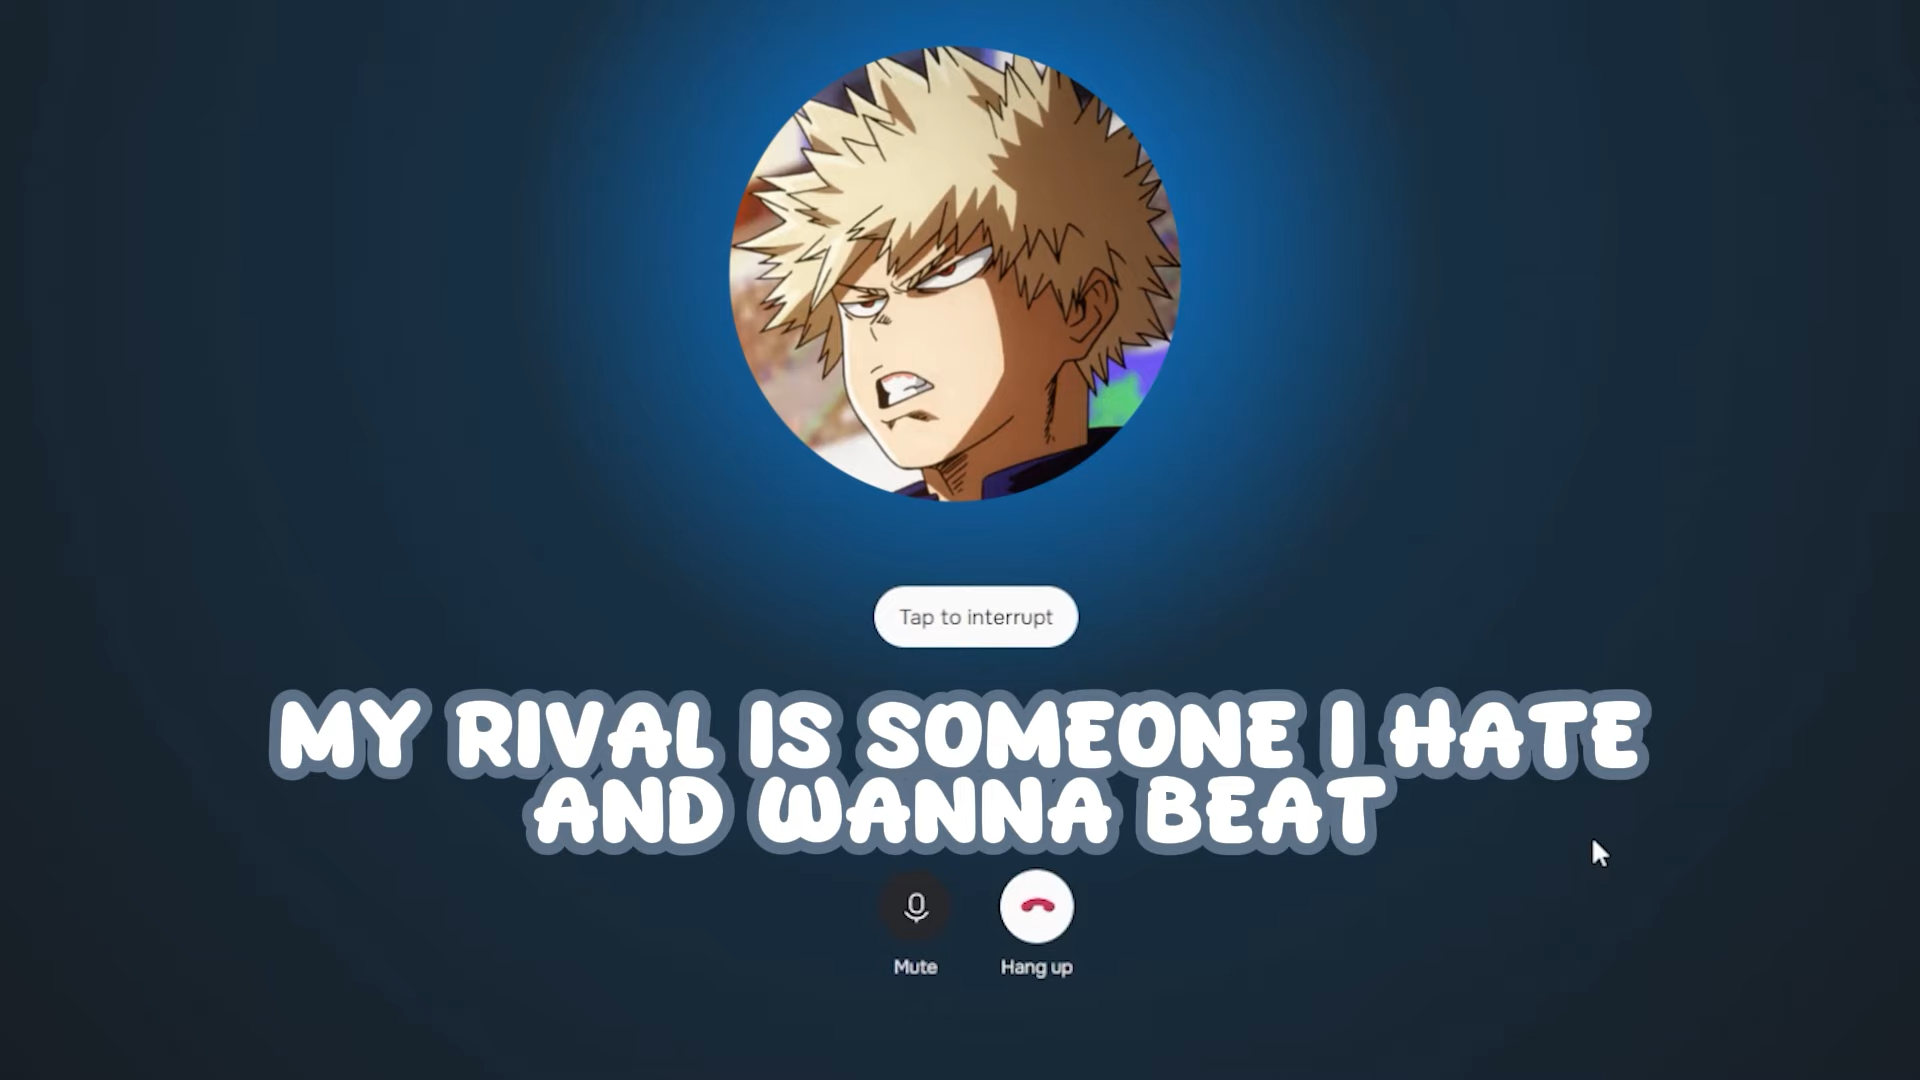 Tap to interrupt
MY RIVAL IS SOMEONE I HATE
AND WANNA BEAT
Mute
Hang up